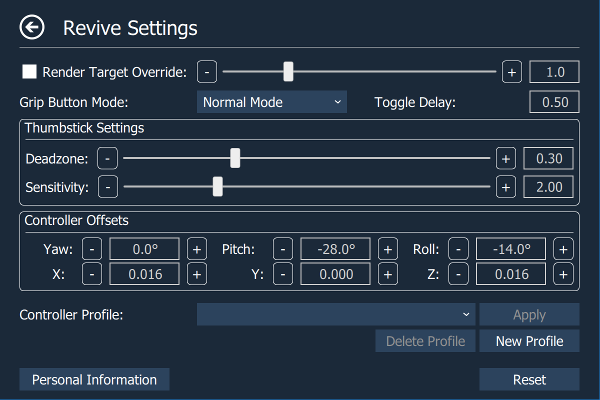 Revive Settings
Render Target Override: - + 1.0
Grip Button Mode: Normal Mode Toggle Delay: 0.50
Thumbstick Settings
Deadzone: - + 0.30
Sensitivity: - + 2.00
Controller Offsets
Yaw: - 0.0° + Pitch: - -28.0° + Roll: - -14.0° +
X: - 0.016 + Y: - 0.000 + Z: - 0.016 +
Controller Profile: Apply
Delete Profile New Profile
Personal Information Reset